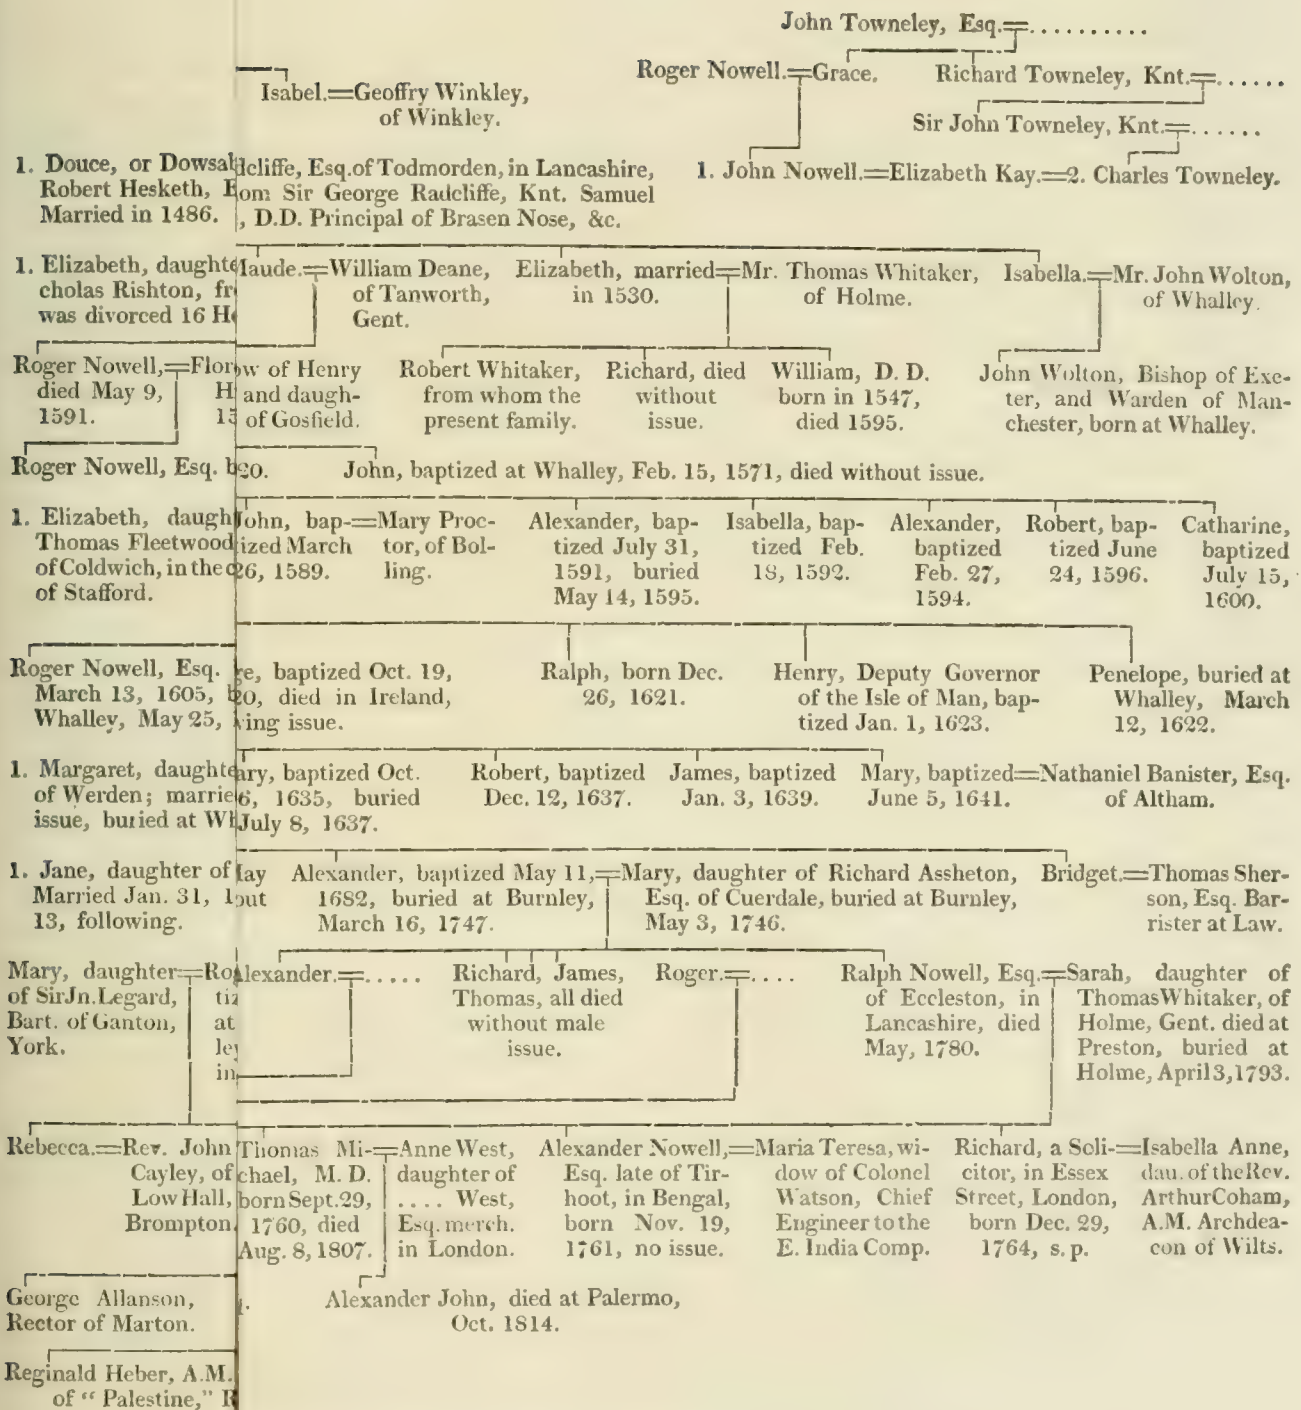 John Towneley, Esq.=..........
Roger Nowell.=Grace. Richard Towneley, Knt.=......
Isabel.=Geoffry Winkley,
of Winkley.
Sir John Towneley, Knt.=......
1. Douce, or Dowsab dcliffe, Esq. of Todmorden, in Lancashire, 1. John Nowell.=Elizabeth Kay.=2. Charles Towneley.
Robert Hesketh, E om Sir George Radcliffe, Knt. Samuel
Married in 1486. , D.D. Principal of Brasen Nose, &c.
1. Elizabeth, daughte Maude.=William Deane, Elizabeth, married=Mr. Thomas Whitaker, Isabella.=Mr. John Wolton,
cholas Rishton, fr of Tanworth, in 1530. of Holme. of Whalley.
was divorced 16 He Gent.
Roger Nowell,=Flor ow of Henry Robert Whitaker, Richard, died William, D. D. John Wolton, Bishop of Exe-
died May 9, H and daugh- from whom the without born in 1547, ter, and Warden of Man-
1591. 15 of Gosfield. present family. issue. died 1595. chester, born at Whalley.
Roger Nowell, Esq. b 20. John, baptized at Whalley, Feb. 15, 1571, died without issue.
1. Elizabeth, daugh John, bap-=Mary Proc- Alexander, bap- Isabella, bap- Alexander, Robert, bap- Catharine,
Thomas Fleetwood tized March tor, of Bol- tized July 31, tized Feb. baptized tized June baptized
of Coldwich, in the c 26, 1589. ling. 1591, buried 18, 1592. Feb. 27, 24, 1596. July 15,
of Stafford. May 14, 1595. 1594. 1600.
Roger Nowell, Esq. ge, baptized Oct. 19, Ralph, born Dec. Henry, Deputy Governor Penelope, buried at
March 13, 1605, b 20, died in Ireland, 26, 1621. of the Isle of Man, bap- Whalley, March
Whalley, May 25, ving issue. tized Jan. 1, 1623. 12, 1622.
1. Margaret, daughte ary, baptized Oct. Robert, baptized James, baptized Mary, baptized=Nathaniel Banister, Esq.
of Werden; marrie 6, 1635, buried Dec. 12, 1637. Jan. 3, 1639. June 5, 1641. of Altham.
issue, buried at Wh July 8, 1637.
1. Jane, daughter of May Alexander, baptized May 11,=Mary, daughter of Richard Assheton, Bridget.=Thomas Sher-
Married Jan. 31, 1 out 1682, buried at Burnley, Esq. of Cuerdale, buried at Burnley, son, Esq. Bar-
13, following. March 16, 1747. May 3, 1746. rister at Law.
Mary, daughter=Ro Alexander.=..... Richard, James, Roger.=.... Ralph Nowell, Esq.=Sarah, daughter of
of Sir Jn. Legard, tiz Thomas, all died of Eccleston, in Thomas Whitaker, of
Bart. of Ganton, at without male Lancashire, died Holme, Gent. died at
York. ley issue. May, 1780. Preston, buried at
in Holme, April 3, 1793.
Rebecca.=Rev. John Thomas Mi-=Anne West, Alexander Nowell,=Maria Teresa, wi- Richard, a Soli-=Isabella Anne,
Cayley, of chael, M. D. daughter of Esq. late of Tir- dow of Colonel citor, in Essex dau. of the Rev.
Low Hall, born Sept. 29, .... West, hoot, in Bengal, Watson, Chief Street, London, Arthur Coham,
Brompton. 1760, died Esq. merch. born Nov. 19, Engineer to the born Dec. 29, A.M. Archdea-
Aug. 8, 1807. in London. 1761, no issue. E. India Comp. 1764, s. p. con of Wilts.
George Allanson, Alexander John, died at Palermo,
Rector of Marton. Oct. 1814.
Reginald Heber, A.M.
of "Palestine," R